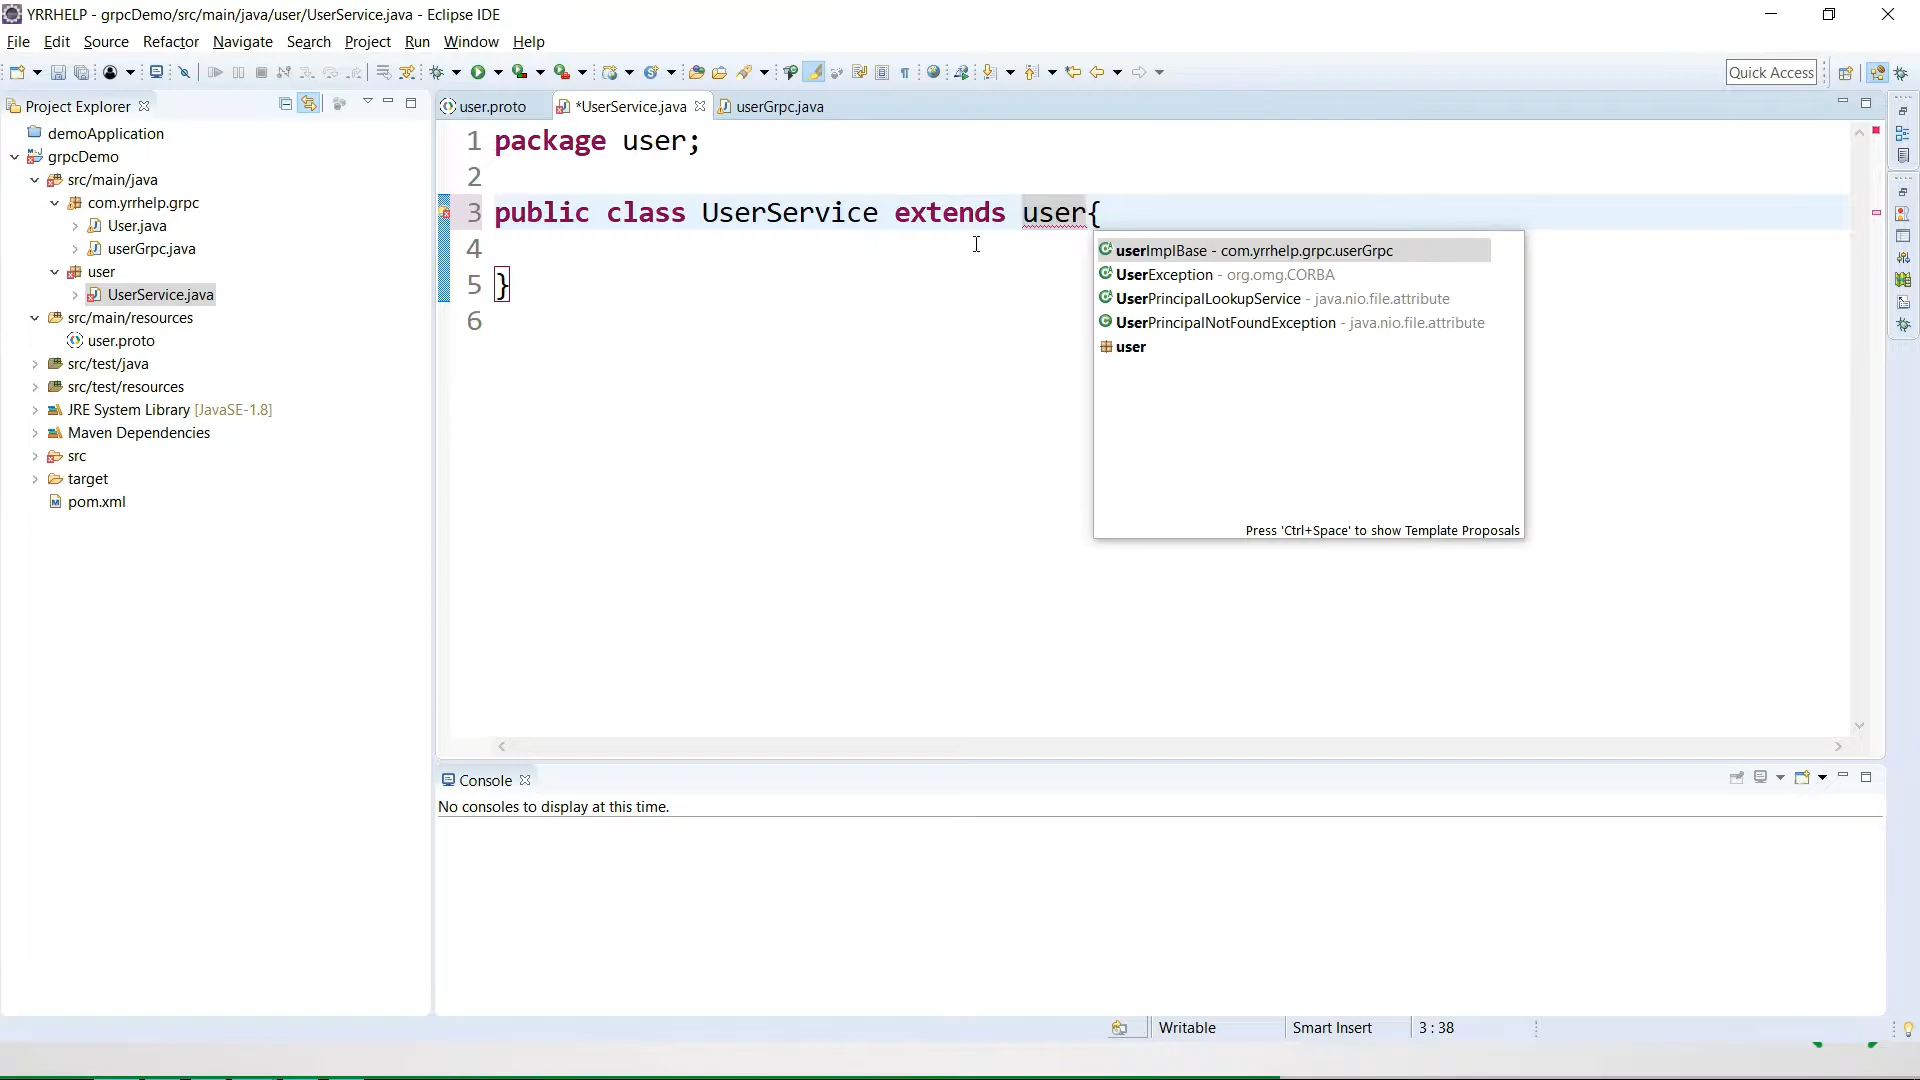 YRRHELP - grpcDemo/src/main/java/user/UserService.java - Eclipse IDE
File Edit Source Refactor Navigate Search Project Run Window Help
Quick Access
Project Explorer
demoApplication
grpcDemo
src/main/java
com.yrrhelp.grpc
User.java
userGrpc.java
user
UserService.java
src/main/resources
user.proto
src/test/java
src/test/resources
JRE System Library [JavaSE-1.8]
Maven Dependencies
src
target
pom.xml
user.proto *UserService.java userGrpc.java
1 package user;
2
3 public class UserService extends user{
4
5 }
6
userImplBase - com.yrrhelp.grpc.userGrpc
UserException - org.omg.CORBA
UserPrincipalLookupService - java.nio.file.attribute
UserPrincipalNotFoundException - java.nio.file.attribute
user
Press 'Ctrl+Space' to show Template Proposals
Console
No consoles to display at this time.
Writable Smart Insert 3 : 38